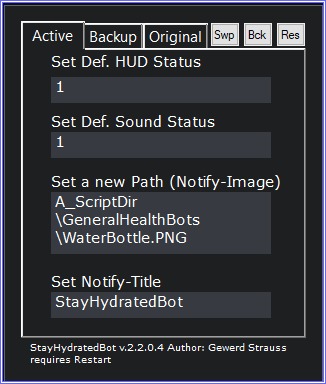 Active Backup Original Swp Bck Res
Set Def. HUD Status
1
Set Def. Sound Status
1
Set a new Path (Notify-Image)
A_ScriptDir
\GeneralHealthBots
\WaterBottle.PNG
Set Notify-Title
StayHydratedBot
StayHydratedBot v.2.2.0.4 Author: Gewerd Strauss
requires Restart